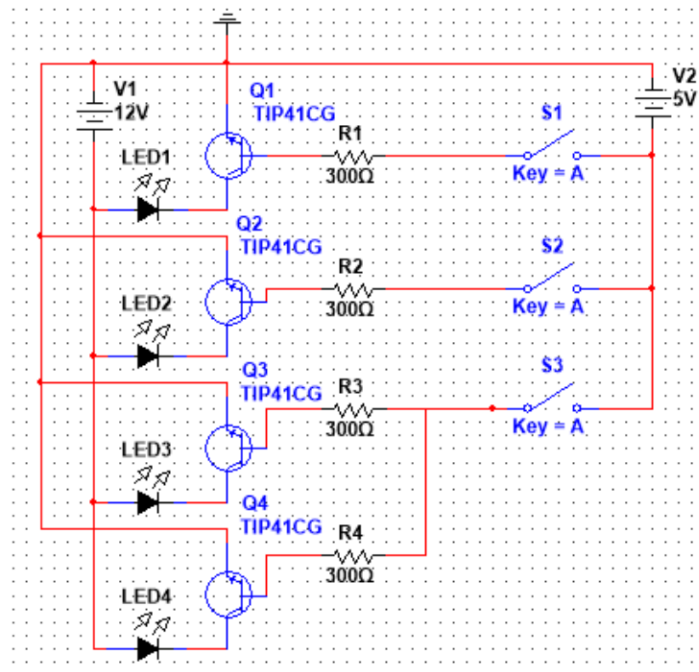 V1
12V
Q1
TIP41CG
V2
5V
LED1
R1
300Ω
S1
Key = A
Q2
TIP41CG
LED2
R2
300Ω
S2
Key = A
Q3
TIP41CG
LED3
R3
300Ω
S3
Key = A
Q4
TIP41CG
LED4
R4
300Ω